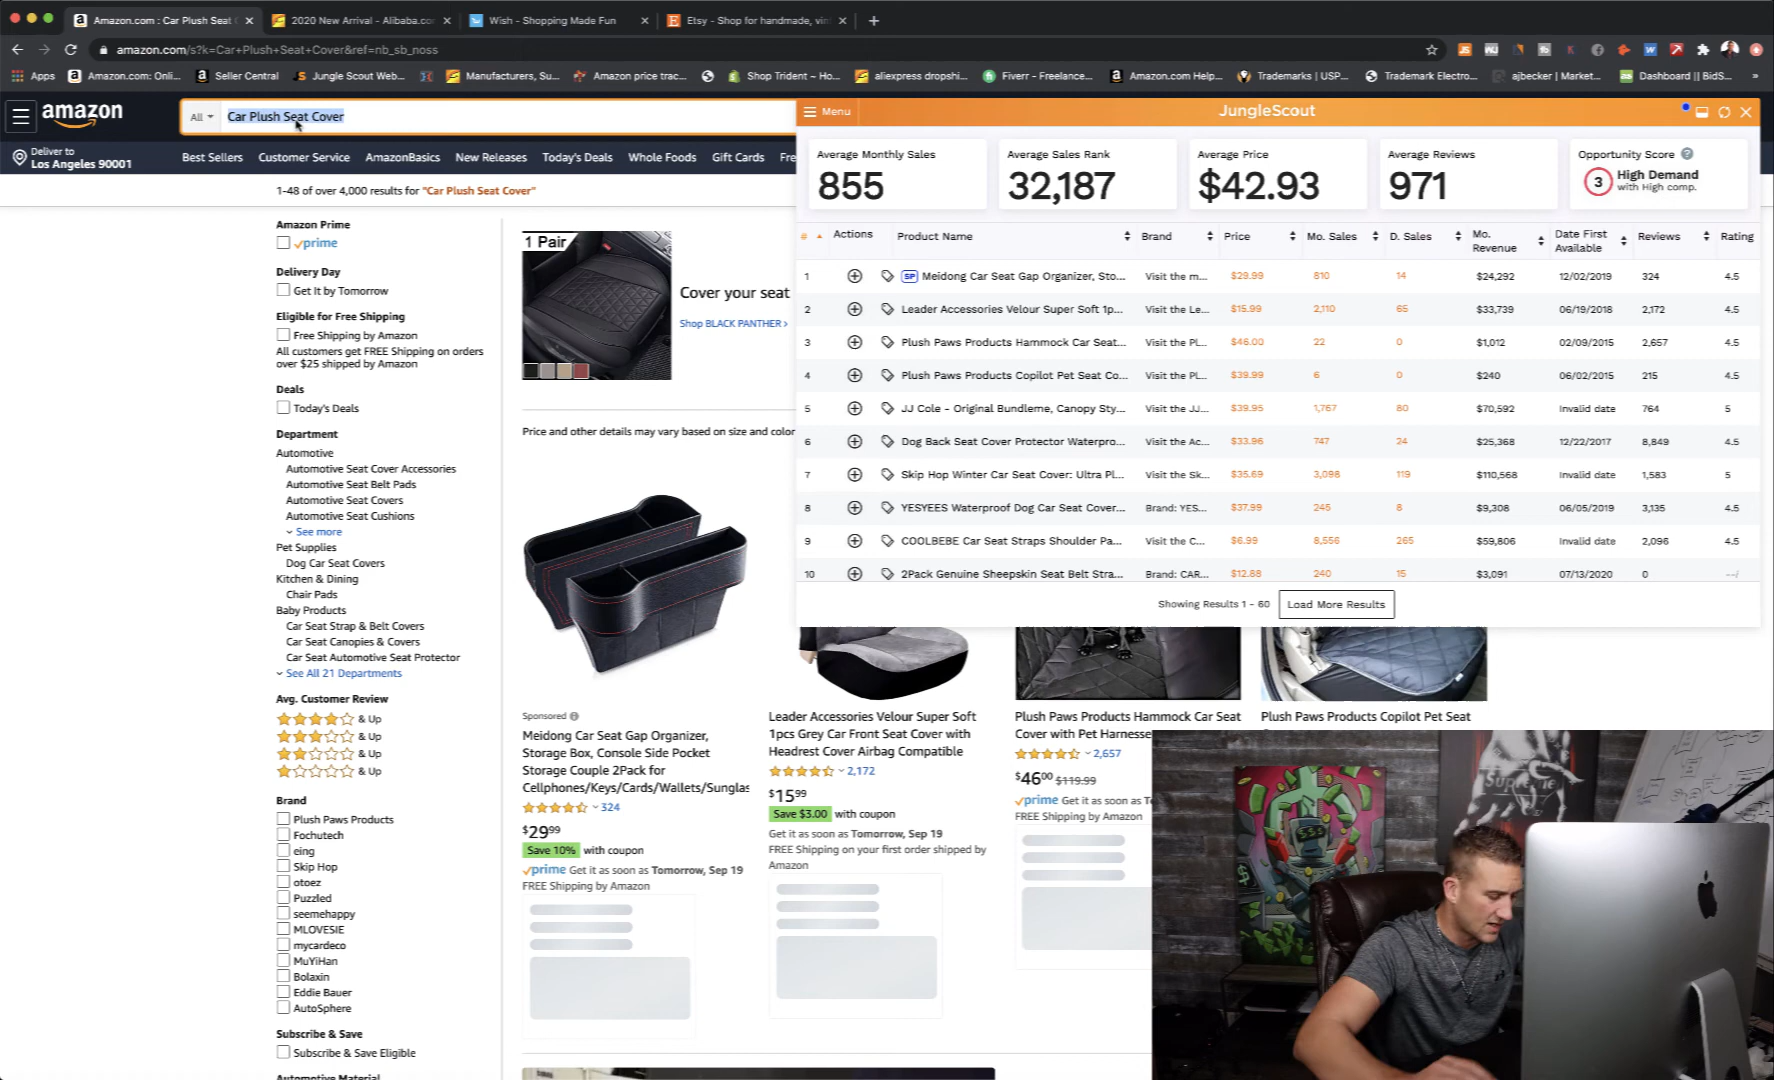 Amazon.com : Car Plush Seat
2020 New Arrival - Alibaba.co
Wish - Shopping Made Fun
Etsy - Shop for handmade, vin
amazon.com/s?k=Car+Plush+Seat+Cover&ref=nb_sb_noss
Apps
Amazon.com: Onli...
Seller Central
Jungle Scout Web...
Manufacturers, Su...
Amazon price trac...
Shop Trident ~ Ho...
aliexpress dropshi...
Fiverr - Freelance...
Amazon.com Help...
Trademarks | USP...
Trademark Electro...
ajbecker | Market...
Dashboard || BidS...
amazon
All
Car Plush Seat Cover
Deliver to
Los Angeles 90001
Best Sellers
Customer Service
AmazonBasics
New Releases
Today's Deals
Whole Foods
Gift Cards
Fre
1-48 of over 4,000 results for "Car Plush Seat Cover"
Menu
JungleScout
Average Monthly Sales
855
Average Sales Rank
32,187
Average Price
$42.93
Average Reviews
971
Opportunity Score
3
High Demand
with High comp.
# Actions Product Name Brand Price Mo. Sales D. Sales Mo. Revenue Date First Available Reviews Rating
1 SP Meidong Car Seat Gap Organizer, Sto... Visit the m... $29.99 810 14 $24,292 12/02/2019 324 4.5
2 Leader Accessories Velour Super Soft 1p... Visit the Le... $15.99 2,110 65 $33,739 06/19/2018 2,172 4.5
3 Plush Paws Products Hammock Car Seat... Visit the PL... $46.00 22 0 $1,012 02/09/2015 2,657 4.5
4 Plush Paws Products Copilot Pet Seat Co... Visit the PL... $39.99 6 0 $240 06/02/2015 215 4.5
5 JJ Cole - Original Bundleme, Canopy Sty... Visit the JJ... $39.95 1,767 80 $70,592 Invalid date 764 5
6 Dog Back Seat Cover Protector Waterpro... Visit the Ac... $33.96 747 24 $25,368 12/22/2017 8,849 4.5
7 Skip Hop Winter Car Seat Cover: Ultra Pl... Visit the Sk... $35.69 3,098 119 $110,568 Invalid date 1,583 5
8 YESYEES Waterproof Dog Car Seat Cover... Brand: YES... $37.99 245 8 $9,308 06/05/2019 3,135 4.5
9 COOLBEBE Car Seat Straps Shoulder Pa... Visit the C... $6.99 8,556 265 $59,806 Invalid date 2,096 4.5
10 2Pack Genuine Sheepskin Seat Belt Stra... Brand: CAR... $12.88 240 15 $3,091 07/13/2020 0 --/
Showing Results 1 - 60
Load More Results
Amazon Prime
prime
Delivery Day
Get It by Tomorrow
Eligible for Free Shipping
Free Shipping by Amazon
All customers get FREE Shipping on orders
over $25 shipped by Amazon
Deals
Today's Deals
Department
Automotive
Automotive Seat Cover Accessories
Automotive Seat Belt Pads
Automotive Seat Covers
Automotive Seat Cushions
See more
Pet Supplies
Dog Car Seat Covers
Kitchen & Dining
Chair Pads
Baby Products
Car Seat Strap & Belt Covers
Car Seat Canopies & Covers
Car Seat Automotive Seat Protector
See All 21 Departments
Avg. Customer Review
& Up
& Up
& Up
& Up
Brand
Plush Paws Products
Fochutech
eing
Skip Hop
otoez
Puzzled
seemehappy
MLOVESIE
mycardeco
MuYiHan
Bolaxin
Eddie Bauer
AutoSphere
Subscribe & Save
Subscribe & Save Eligible
Automotive Material
1 Pair
Cover your seat
Shop BLACK PANTHER ›
Price and other details may vary based on size and color
Sponsored
Meidong Car Seat Gap Organizer,
Storage Box, Console Side Pocket
Storage Couple 2Pack for
Cellphones/Keys/Cards/Wallets/Sunglas
324
$29⁹⁹
Save 10% with coupon
prime Get it as soon as Tomorrow, Sep 19
FREE Shipping by Amazon
Leader Accessories Velour Super Soft
1pcs Grey Car Front Seat Cover with
Headrest Cover Airbag Compatible
2,172
$15⁹⁹
Save $3.00 with coupon
Get it as soon as Tomorrow, Sep 19
FREE Shipping on your first order shipped by
Amazon
Plush Paws Products Hammock Car Seat
Cover with Pet Harness
2,657
$46⁰⁰ $119.99
prime Get it as soon as
FREE Shipping by Amazon
Plush Paws Products Copilot Pet Seat
Supreme
$$$